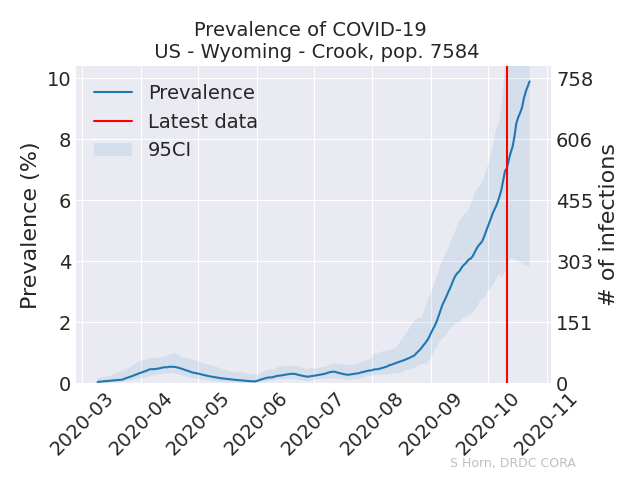 Prevalence of COVID-19
US - Wyoming - Crook, pop. 7584
Prevalence
Latest data
95CI
Prevalence (%)
10
8
6
4
2
0
758
606
455
303
151
0
# of infections
2020-03
2020-04
2020-05
2020-06
2020-07
2020-08
2020-09
2020-10
2020-11
S Horn, DRDC CORA